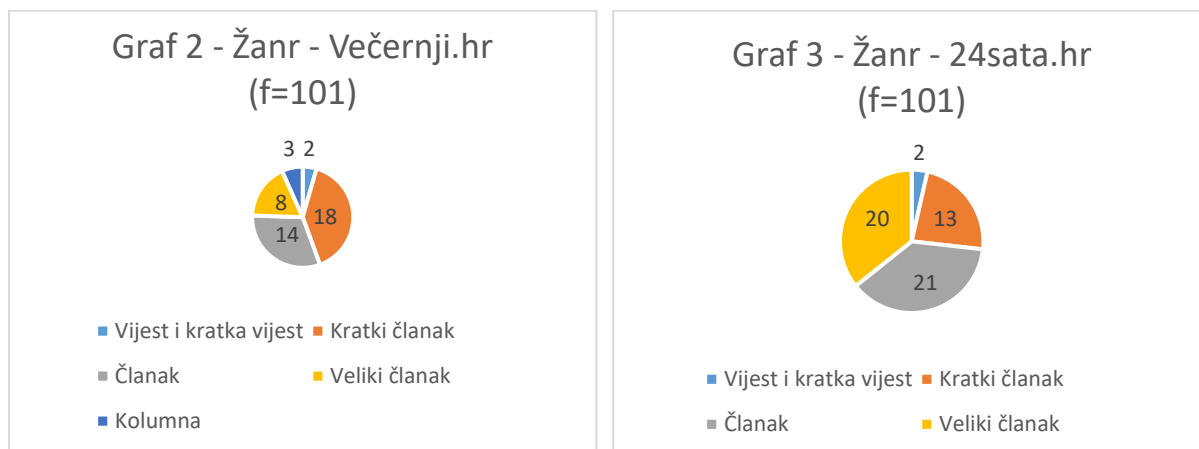 Graf 2 - Žanr - Večernji.hr
(f=101)
3 2
8 18
14
Vijest i kratka vijest Kratki članak
Članak Veliki članak
Kolumna
Graf 3 - Žanr - 24sata.hr
(f=101)
2
20 13
21
Vijest i kratka vijest Kratki članak
Članak Veliki članak